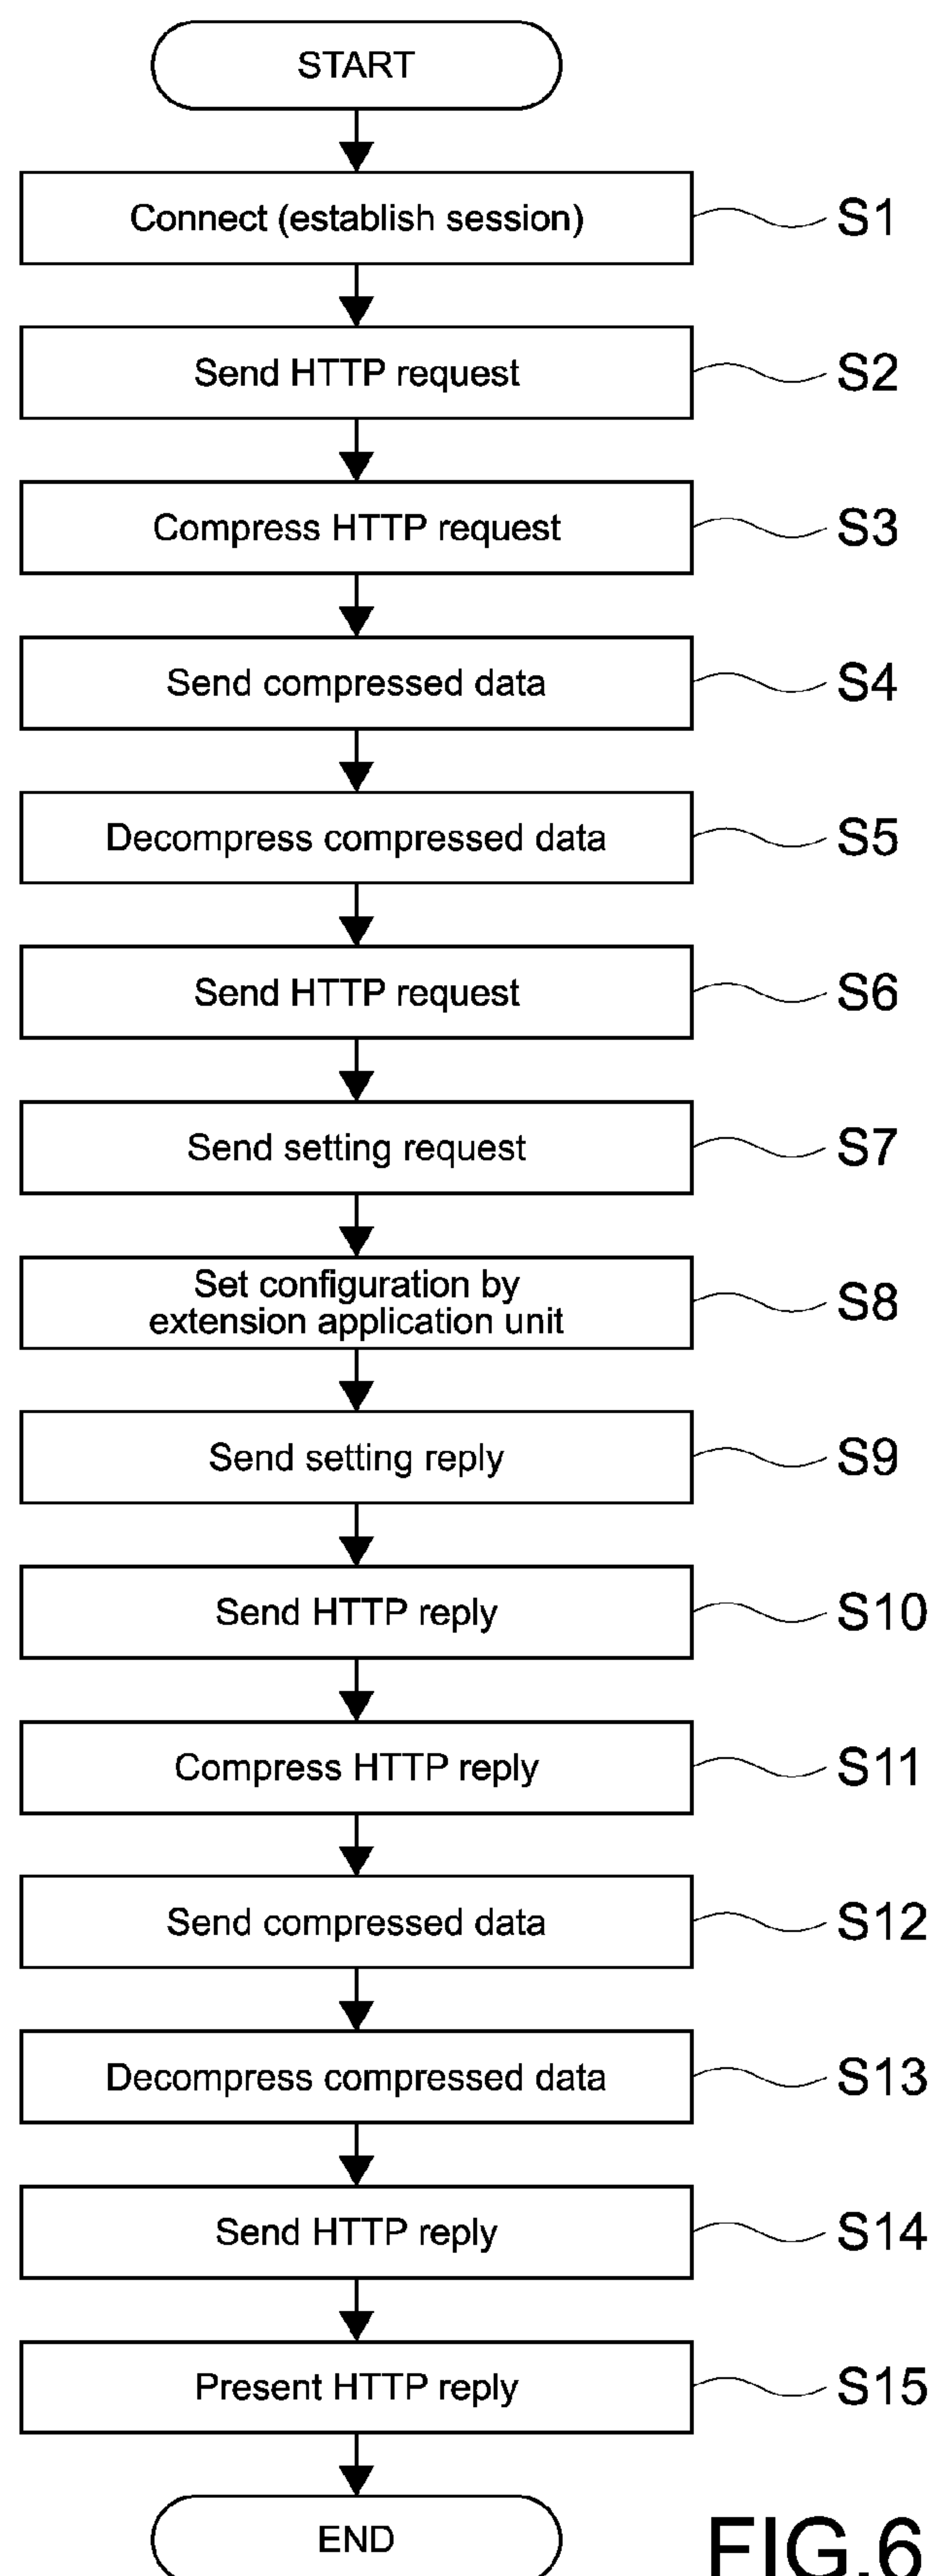 START
Connect (establish session)
S1
Send HTTP request
S2
Compress HTTP request
S3
Send compressed data
S4
Decompress compressed data
S5
Send HTTP request
S6
Send setting request
S7
Set configuration by
extension application unit
S8
Send setting reply
S9
Send HTTP reply
S10
Compress HTTP reply
S11
Send compressed data
S12
Decompress compressed data
S13
Send HTTP reply
S14
Present HTTP reply
S15
END
FIG.6